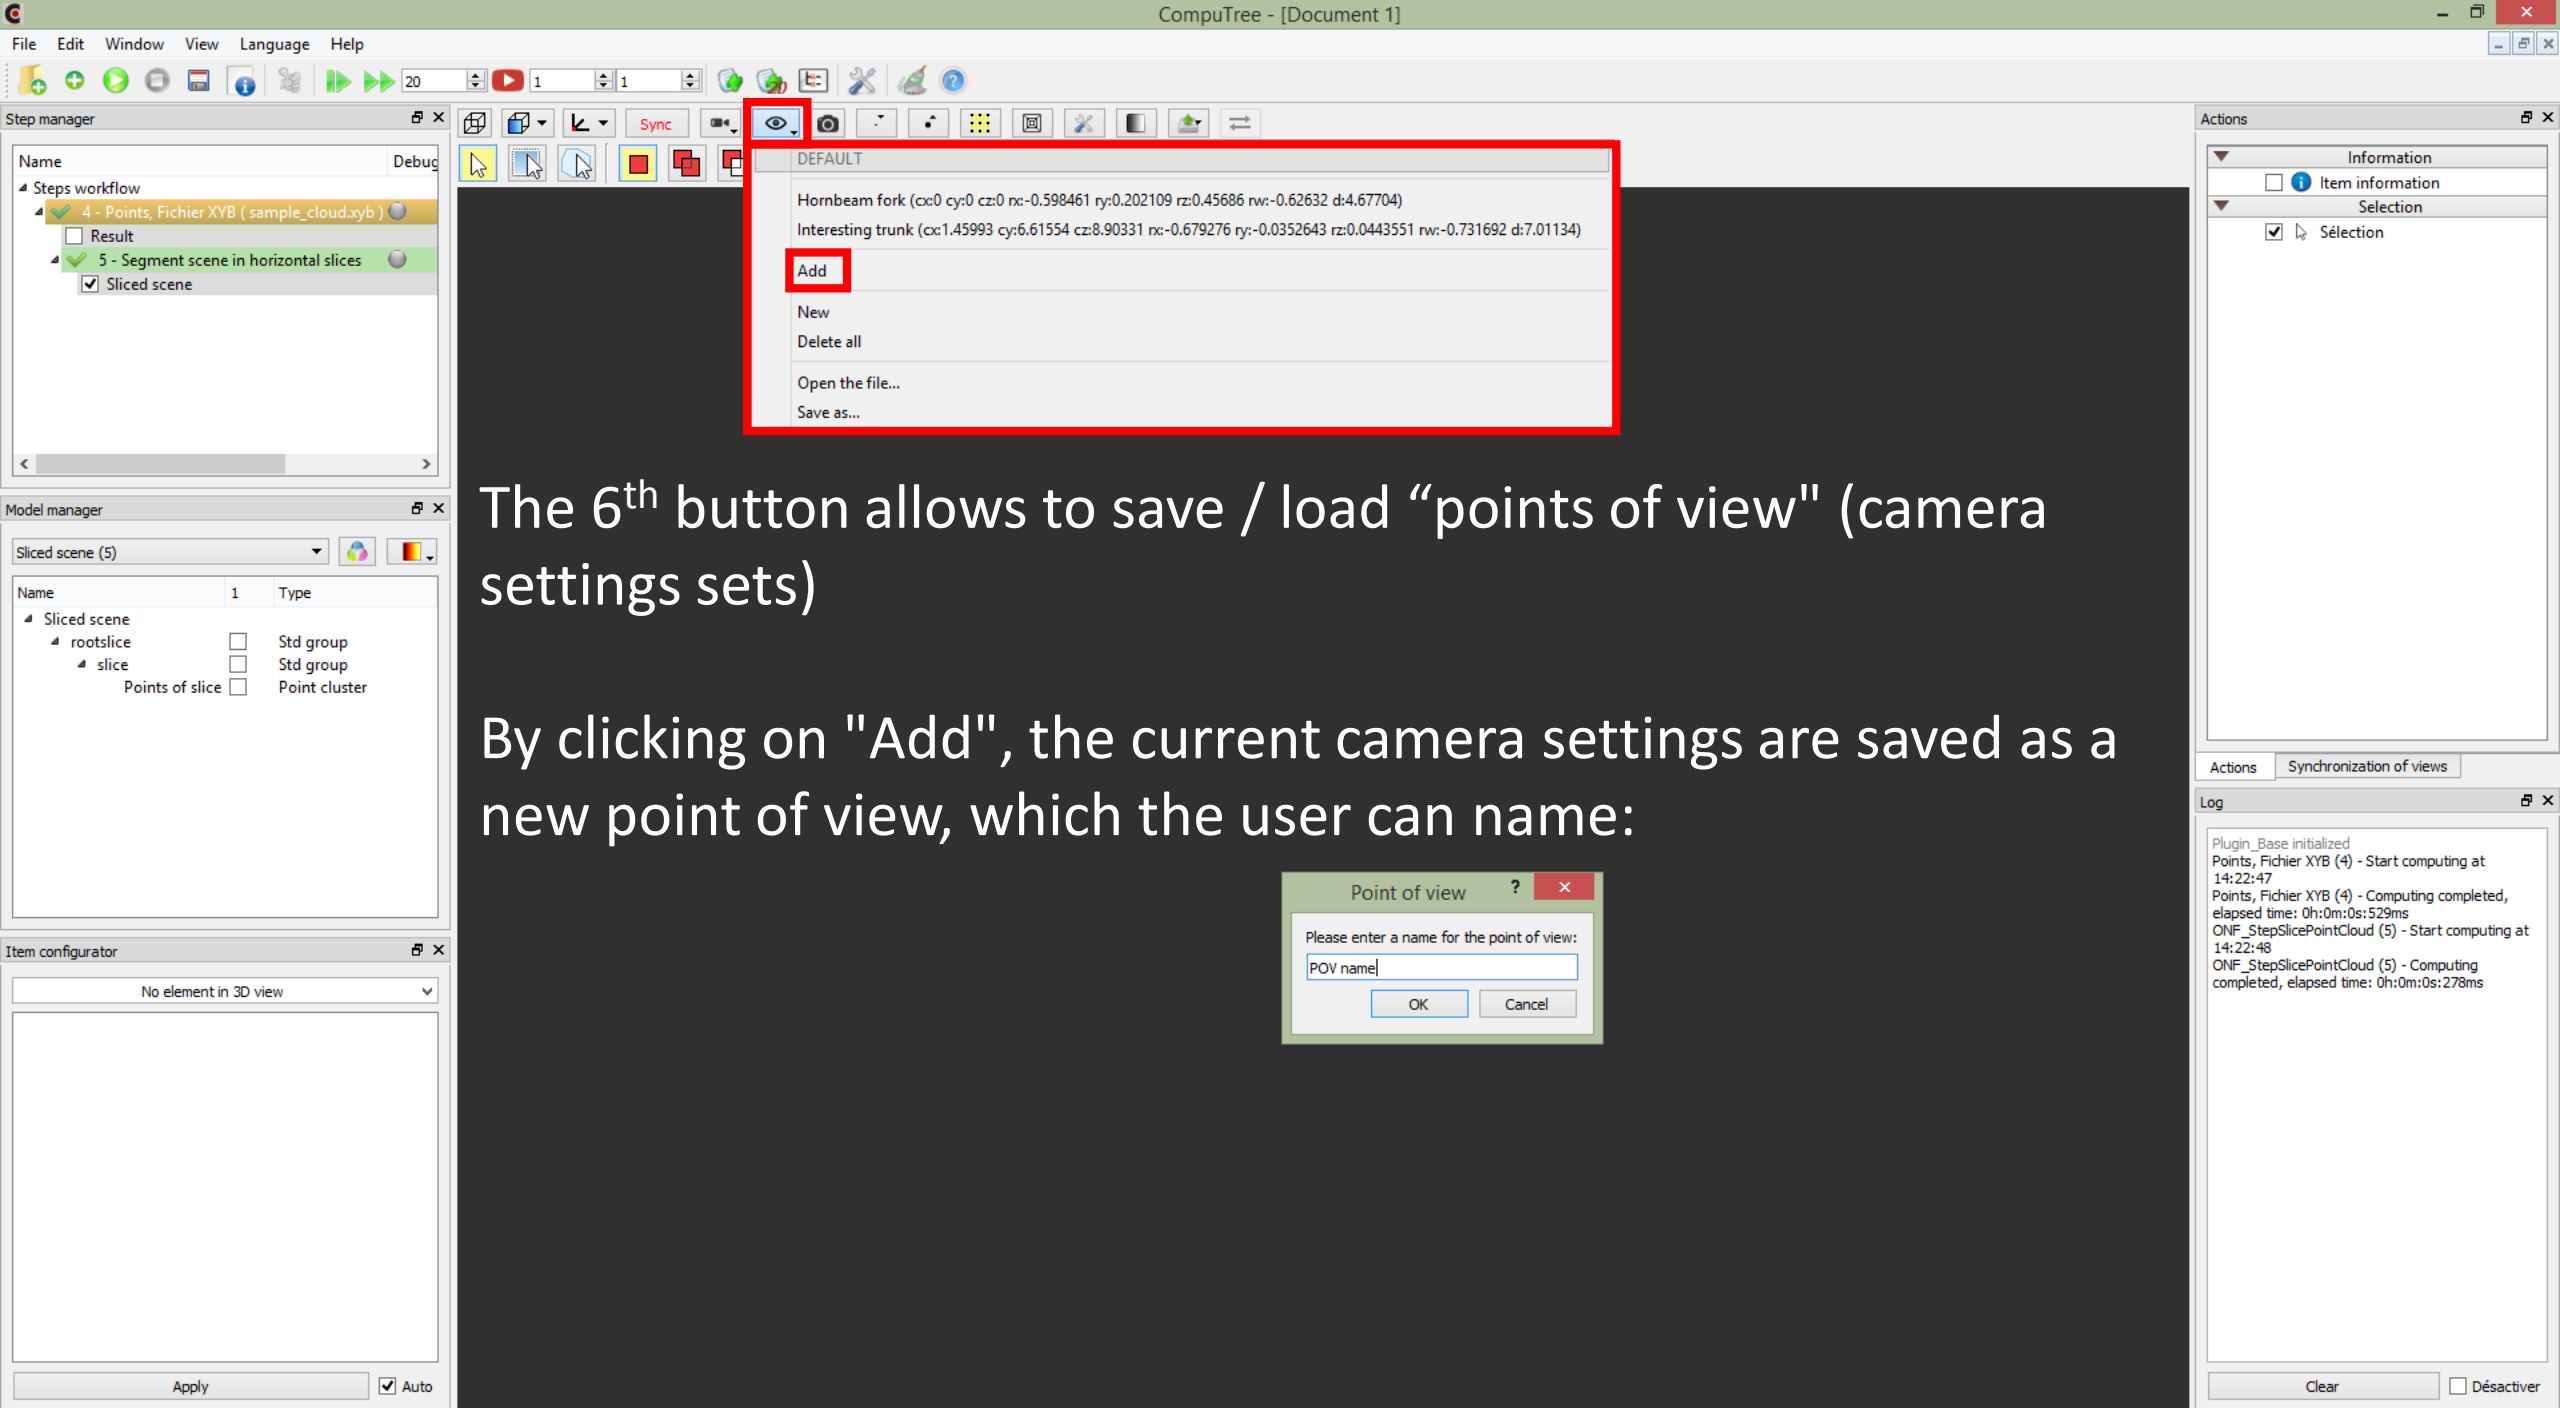 CompuTree - [Document 1]
File Edit Window View Language Help
20 1 1
Step manager
Name Debug
Steps workflow
4 - Points, Fichier XYB ( sample_cloud.xyb )
Result
5 - Segment scene in horizontal slices
Sliced scene
Model manager
Sliced scene (5)
Name 1 Type
Sliced scene
rootslice Std group
slice Std group
Points of slice Point cluster
Item configurator
No element in 3D view
Apply Auto
Sync
DEFAULT
Hornbeam fork (cx:0 cy:0 cz:0 rx:-0.598461 ry:0.202109 rz:0.45686 rw:-0.62632 d:4.67704)
Interesting trunk (cx:1.45993 cy:6.61554 cz:8.90331 rx:-0.679276 ry:-0.0352643 rz:0.0443551 rw:-0.731692 d:7.01134)
Add
New
Delete all
Open the file...
Save as...
The 6th button allows to save / load “points of view" (camera
settings sets)
By clicking on "Add", the current camera settings are saved as a
new point of view, which the user can name:
Point of view ?
Please enter a name for the point of view:
POV name
OK Cancel
Actions
Information
Item information
Selection
Sélection
Actions Synchronization of views
Log
Plugin_Base initialized
Points, Fichier XYB (4) - Start computing at
14:22:47
Points, Fichier XYB (4) - Computing completed,
elapsed time: 0h:0m:0s:529ms
ONF_StepSlicePointCloud (5) - Start computing at
14:22:48
ONF_StepSlicePointCloud (5) - Computing
completed, elapsed time: 0h:0m:0s:278ms
Clear Désactiver